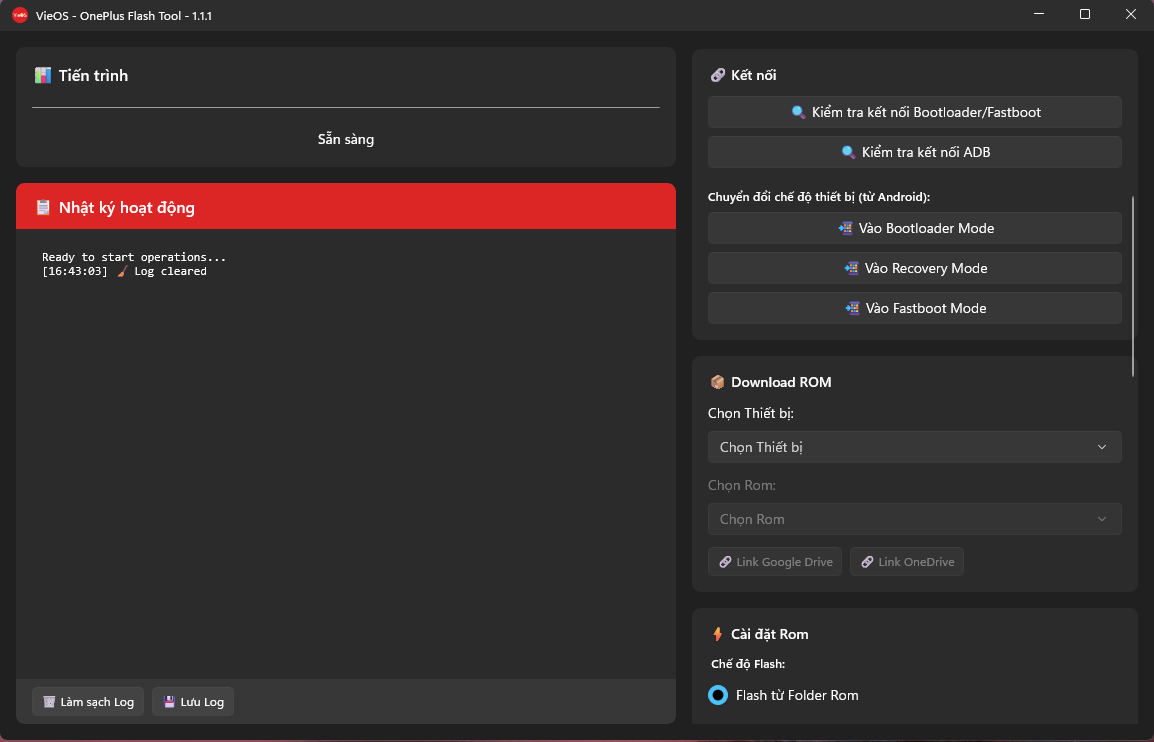 VieOS - OnePlus Flash Tool - 1.1.1
Tiến trình
Sẵn sàng
Nhật ký hoạt động
Ready to start operations...
[16:43:03] Log cleared
Làm sạch Log
Lưu Log
Kết nối
Kiểm tra kết nối Bootloader/Fastboot
Kiểm tra kết nối ADB
Chuyển đổi chế độ thiết bị (từ Android):
Vào Bootloader Mode
Vào Recovery Mode
Vào Fastboot Mode
Download ROM
Chọn Thiết bị:
Chọn Thiết bị
Chọn Rom:
Chọn Rom
Link Google Drive
Link OneDrive
Cài đặt Rom
Chế độ Flash:
Flash từ Folder Rom